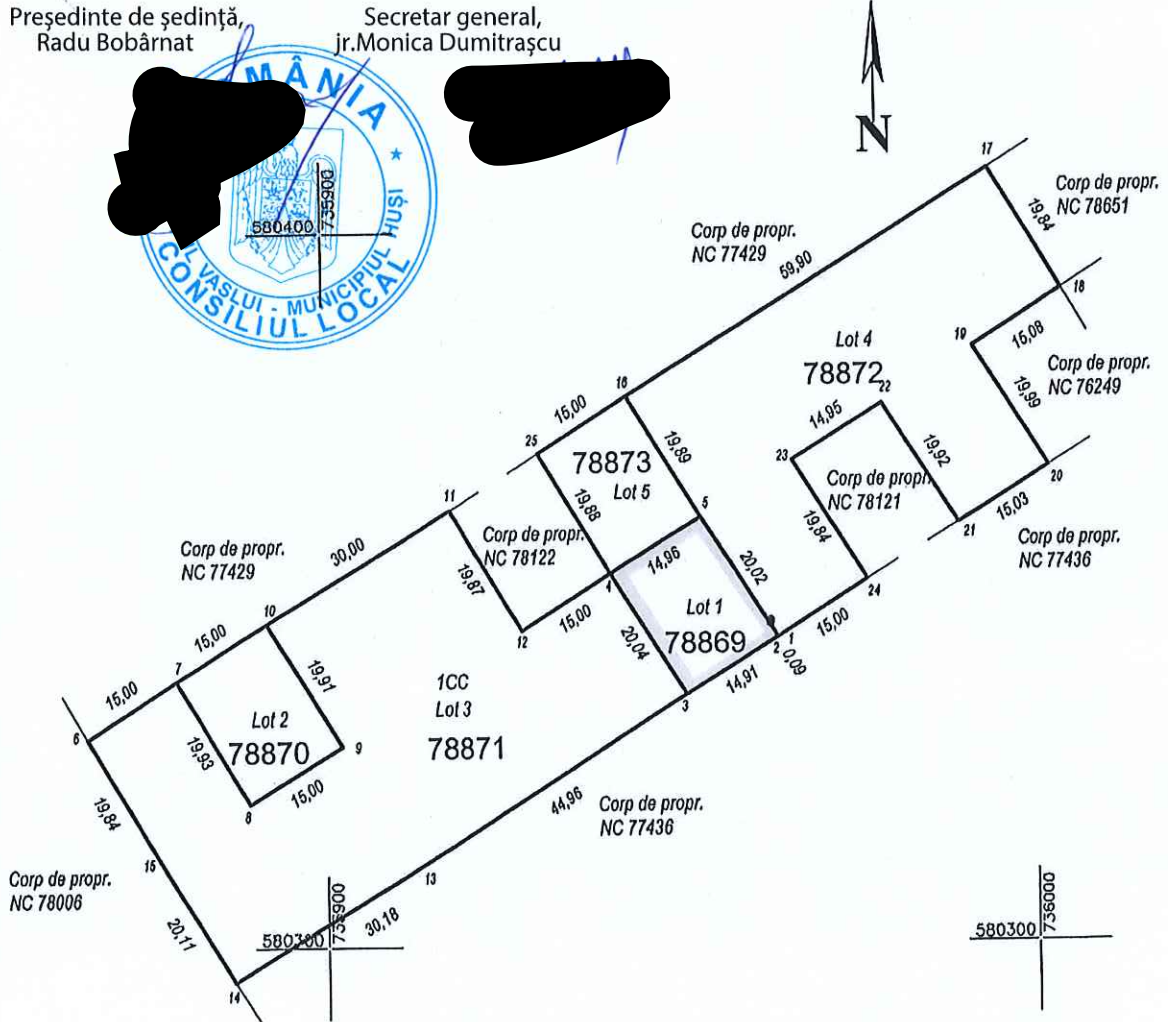 Președinte de ședință,
Radu Bobârnat
Secretar general,
jr.Monica Dumitrașcu
MÂNIA
L VASLUI - MUNICIPIUL HUȘI
CONSILIUL LOCAL
580400
735900
N
17
Corp de propr.
NC 78651
19,84
Corp de propr.
NC 77429
59,90
18
19
15,08
Lot 4
78872
22
Corp de propr.
NC 76249
16
15,00
14,95
19,99
25
19,89
23
19,92
78873
Lot 5
20
Corp de propr.
NC 78121
11
19,88
5
15,03
21
Corp de propr.
NC 77436
Corp de propr.
NC 77429
30,00
Corp de propr.
NC 78122
14,96
20,02
19,84
19,87
4
24
10
Lot 1
78869
15,00
12
15,00
15,00
20,04
2
1
0,09
7
19,91
14,91
3
15,00
1CC
Lot 3
78871
Lot 2
78870
6
9
19,93
15,00
8
19,84
44,96
Corp de propr.
NC 77436
15
13
Corp de propr.
NC 78006
20,11
30,18
580300
735900
580300
736000
14